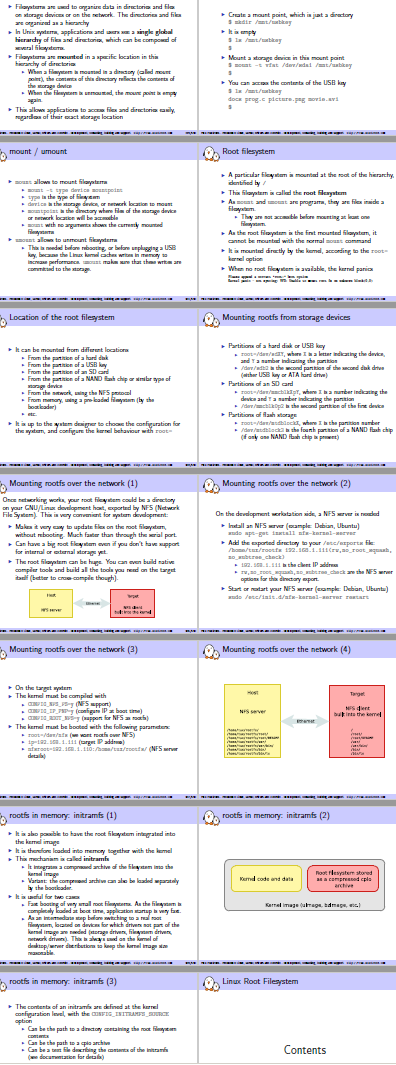 Filesystems are used to organize data in directories and files
on storage devices or on the network. The directories and files
are organized as a hierarchy
In Unix systems, applications and users see a single global
hierarchy of files and directories, which can be composed of
several filesystems.
Filesystems are mounted in a specific location in this
hierarchy of directories
When a filesystem is mounted in a directory (called mount
point), the contents of this directory reflects the contents of
the storage device
When the filesystem is unmounted, the mount point is empty
again.
This allows applications to access files and directories easily,
regardless of their exact storage location
Create a mount point, which is just a directory
$ mkdir /mnt/usbkey
It is empty
$ ls /mnt/usbkey
$
Mount a storage device in this mount point
$ mount -t vfat /dev/sda1 /mnt/usbkey
$
You can access the contents of the USB key
$ ls /mnt/usbkey
docs prog.c picture.png movie.avi
$
mount / umount
mount allows to mount filesystems
mount -t type device mountpoint
type is the type of filesystem
device is the storage device, or network location to mount
mountpoint is the directory where files of the storage device
or network location will be accessible
mount with no arguments shows the currently mounted
filesystems
umount allows to unmount filesystems
This is needed before rebooting, or before unplugging a USB
key, because the Linux kernel caches writes in memory to
increase performance. umount makes sure that these writes are
committed to the storage.
Root filesystem
A particular filesystem is mounted at the root of the hierarchy,
identified by /
This filesystem is called the root filesystem
As mount and umount are programs, they are files inside a
filesystem.
They are not accessible before mounting at least one
filesystem.
As the root filesystem is the first mounted filesystem, it
cannot be mounted with the normal mount command
It is mounted directly by the kernel, according to the root=
kernel option
When no root filesystem is available, the kernel panics
Please append a correct "root=" boot option
Kernel panic - not syncing: VFS: Unable to mount root fs on unknown block(0,0)
Location of the root filesystem
It can be mounted from different locations
From the partition of a hard disk
From the partition of a USB key
From the partition of an SD card
From the partition of a NAND flash chip or similar type of
storage device
From the network, using the NFS protocol
From memory, using a pre-loaded filesystem (by the
bootloader)
etc.
It is up to the system designer to choose the configuration for
the system, and configure the kernel behaviour with root=
Mounting rootfs from storage devices
Partitions of a hard disk or USB key
root=/dev/sdXY, where X is a letter indicating the device,
and Y a number indicating the partition
/dev/sdb2 is the second partition of the second disk drive
(either USB key or ATA hard drive)
Partitions of an SD card
root=/dev/mmcblkXpY, where X is a number indicating the
device and Y a number indicating the partition
/dev/mmcblk0p2 is the second partition of the first device
Partitions of flash storage
root=/dev/mtdblockX, where X is the partition number
/dev/mtdblock3 is the fourth partition of a NAND flash chip
(if only one NAND flash chip is present)
Mounting rootfs over the network (1)
Once networking works, your root filesystem could be a directory
on your GNU/Linux development host, exported by NFS (Network
File System). This is very convenient for system development:
Makes it very easy to update files on the root filesystem,
without rebooting. Much faster than through the serial port.
Can have a big root filesystem even if you don't have
support for internal or external storage yet.
The root filesystem can be huge. You can even build native
compiler tools and build all the tools you need on the target
itself (better to cross-compile though).
Host
NFS server
Ethernet
Target
NFS client
built into the kernel
Mounting rootfs over the network (2)
On the development workstation side, a NFS server is needed
Install an NFS server (example: Debian, Ubuntu)
sudo apt-get install nfs-kernel-server
Add the exported directory to your /etc/exports file:
/home/tux/rootfs 192.168.1.111(rw,no_root_squash,
no_subtree_check)
192.168.1.111 is the client IP address
rw,no_root_squash,no_subtree_check are the NFS server
options for this directory export.
Start or restart your NFS server (example: Debian, Ubuntu)
sudo /etc/init.d/nfs-kernel-server restart
Mounting rootfs over the network (3)
On the target system
The kernel must be compiled with
CONFIG_NFS_FS=y (NFS support)
CONFIG_IP_PNP=y (configure IP at boot time)
CONFIG_ROOT_NFS=y (support for NFS as rootfs)
The kernel must be booted with the following parameters:
root=/dev/nfs (we want rootfs over NFS)
ip=192.168.1.111 (target IP address)
nfsroot=192.168.1.110:/home/tux/rootfs/ (NFS server
details)
Mounting rootfs over the network (4)
Host
NFS server
Ethernet
Target
NFS client
built into the kernel
rootfs in memory: initramfs (1)
It is also possible to have the root filesystem integrated into
the kernel image
It is therefore loaded into memory together with the kernel
This mechanism is called initramfs
It integrates a compressed archive of the filesystem into the
kernel image
Variant: the compressed archive can also be loaded separately
by the bootloader.
It is useful for two cases
Fast booting of very small root filesystems. As the filesystem is
completely loaded at boot time, application startup is very fast.
As an intermediate step before switching to a real root
filesystem, located on devices for which drivers not part of the
kernel image are needed (storage drivers, filesystem drivers,
network drivers). This is always used on the kernel of
desktop/server distributions to keep the kernel image size
reasonable.
rootfs in memory: initramfs (2)
Kernel code and data
Root filesystem stored
as a compressed cpio
archive
Kernel image (uImage, bzImage, etc.)
rootfs in memory: initramfs (3)
The contents of an initramfs are defined at the kernel
configuration level, with the CONFIG_INITRAMFS_SOURCE
option
Can be the path to a directory containing the root filesystem
contents
Can be the path to a cpio archive
Can be a text file describing the contents of the initramfs
(see documentation for details)
Linux Root Filesystem
Contents